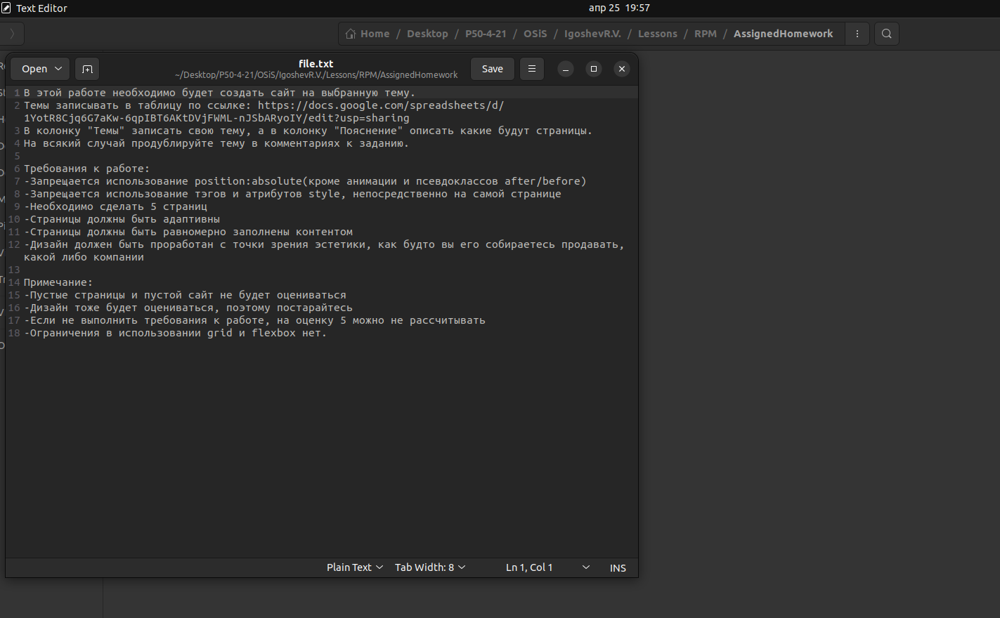 Text Editor
апр 25 19:57
Home / Desktop / P50-4-21 / OSiS / IgoshevR.V. / Lessons / RPM / AssignedHomework
Open
file.txt
~/Desktop/P50-4-21/OSiS/IgoshevR.V./Lessons/RPM/AssignedHomework
Save
1 В этой работе необходимо будет создать сайт на выбранную тему.
2 Темы записывать в таблицу по ссылке: https://docs.google.com/spreadsheets/d/
1YotR8Cjq6G7aKw-6qpIBT6AKtDVjFWML-nJSbARyoIY/edit?usp=sharing
3 В колонку "Темы" записать свою тему, а в колонку "Пояснение" описать какие будут страницы.
4 На всякий случай продублируйте тему в комментариях к заданию.
5
6 Требования к работе:
7 -Запрещается использование position:absolute(кроме анимации и псевдоклассов after/before)
8 -Запрещается использование тэгов и атрибутов style, непосредственно на самой странице
9 -Необходимо сделать 5 страниц
10 -Страницы должны быть адаптивны
11 -Страницы должны быть равномерно заполнены контентом
12 -Дизайн должен быть проработан с точки зрения эстетики, как будто вы его собираетесь продавать,
какой либо компании
13
14 Примечание:
15 -Пустые страницы и пустой сайт не будет оцениваться
16 -Дизайн тоже будет оцениваться, поэтому постарайтесь
17 -Если не выполнить требования к работе, на оценку 5 можно не рассчитывать
18 -Ограничения в использовании grid и flexbox нет.
Plain Text
Tab Width: 8
Ln 1, Col 1
INS